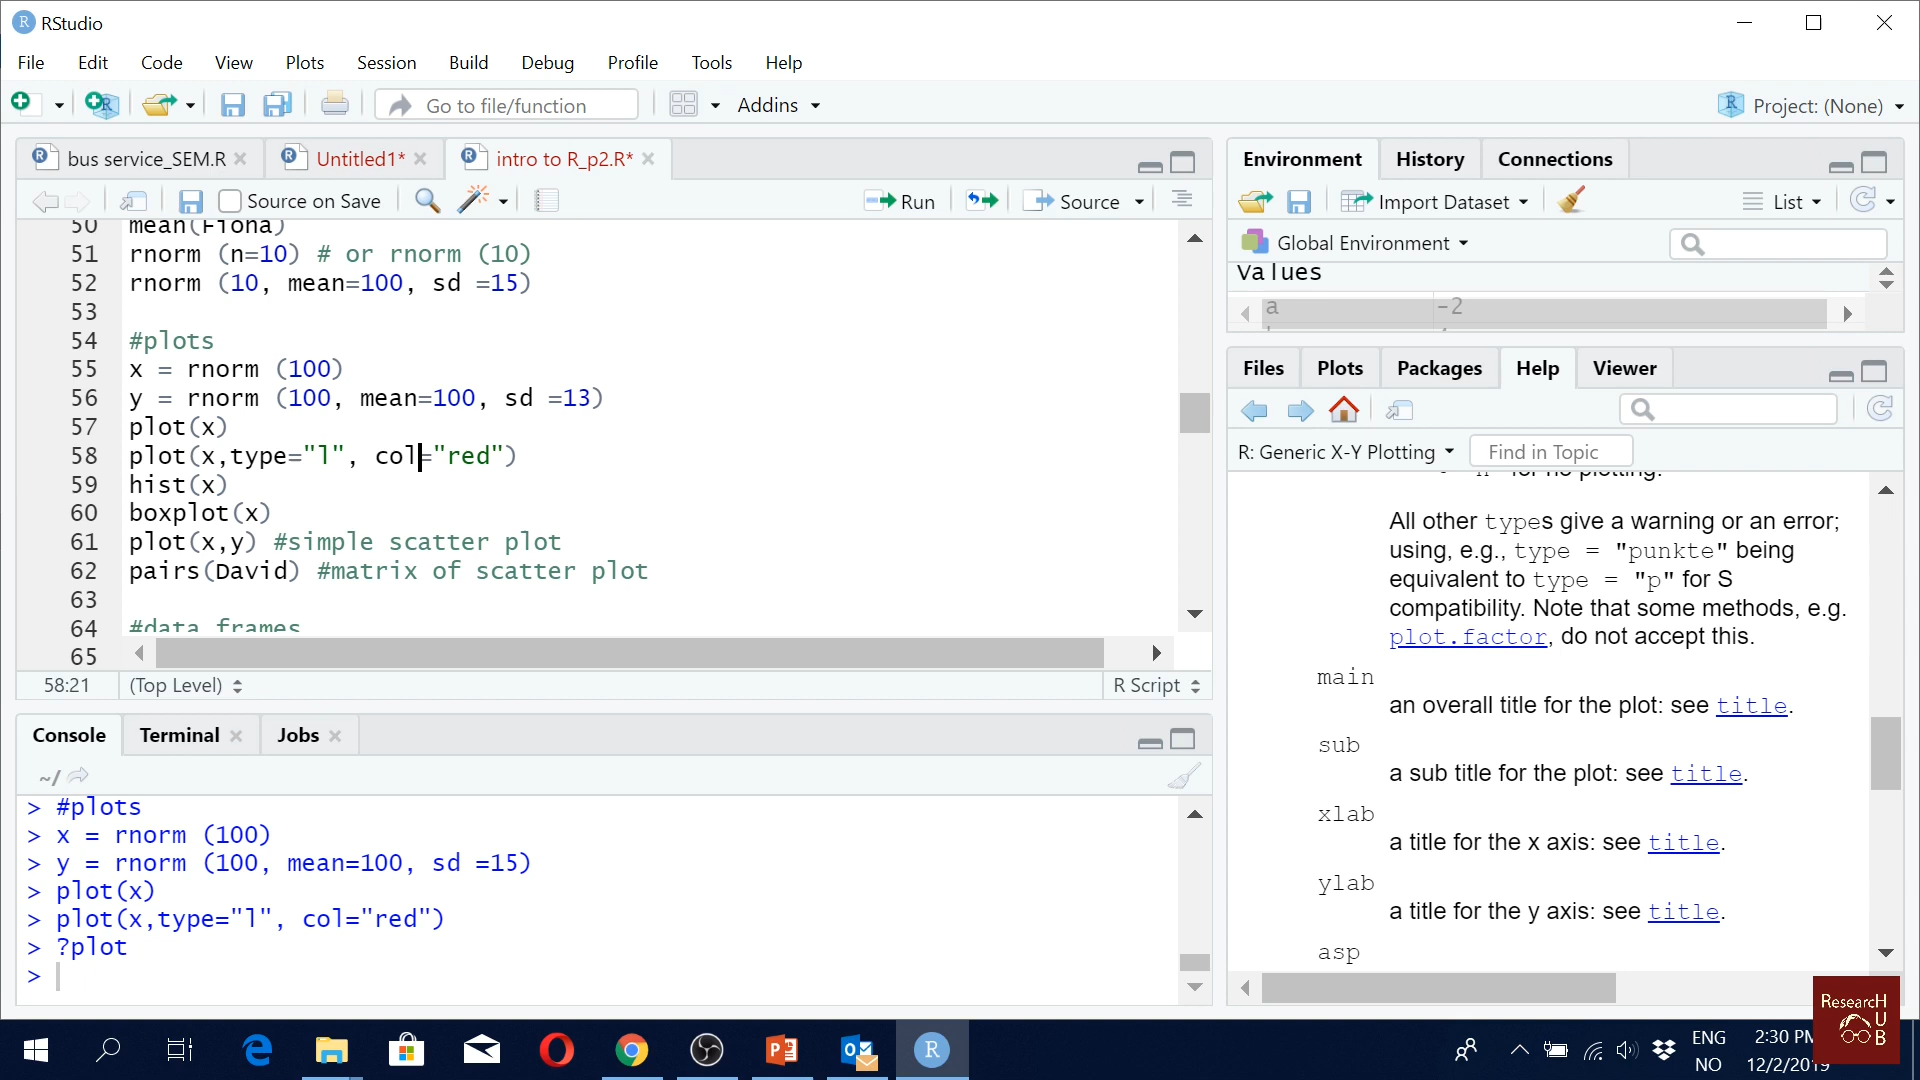 RStudio
File Edit Code View Plots Session Build Debug Profile Tools Help
Go to file/function Addins Project: (None)
bus service_SEM.R Untitled1* intro to R_p2.R*
Source on Save Run Source
50 mean(Fiona)
51 rnorm (n=10) # or rnorm (10)
52 rnorm (10, mean=100, sd =15)
53
54 #plots
55 x = rnorm (100)
56 y = rnorm (100, mean=100, sd =13)
57 plot(x)
58 plot(x,type="l", col="red")
59 hist(x)
60 boxplot(x)
61 plot(x,y) #simple scatter plot
62 pairs(David) #matrix of scatter plot
63
64 #data frames
65
58:21 (Top Level) R Script
Console Terminal Jobs
~/
> #plots
> x = rnorm (100)
> y = rnorm (100, mean=100, sd =15)
> plot(x)
> plot(x,type="l", col="red")
> ?plot
>
Environment History Connections
Import Dataset List
Global Environment
Values
a -2
Files Plots Packages Help Viewer
R: Generic X-Y Plotting Find in Topic
"n" for no plotting.
All other types give a warning or an error;
using, e.g., type = "punkte" being
equivalent to type = "p" for S
compatibility. Note that some methods, e.g.
plot.factor, do not accept this.
main
an overall title for the plot: see title.
sub
a sub title for the plot: see title.
xlab
a title for the x axis: see title.
ylab
a title for the y axis: see title.
asp
ResearcH
U
B
ENG
NO
2:30 PM
12/2/2019